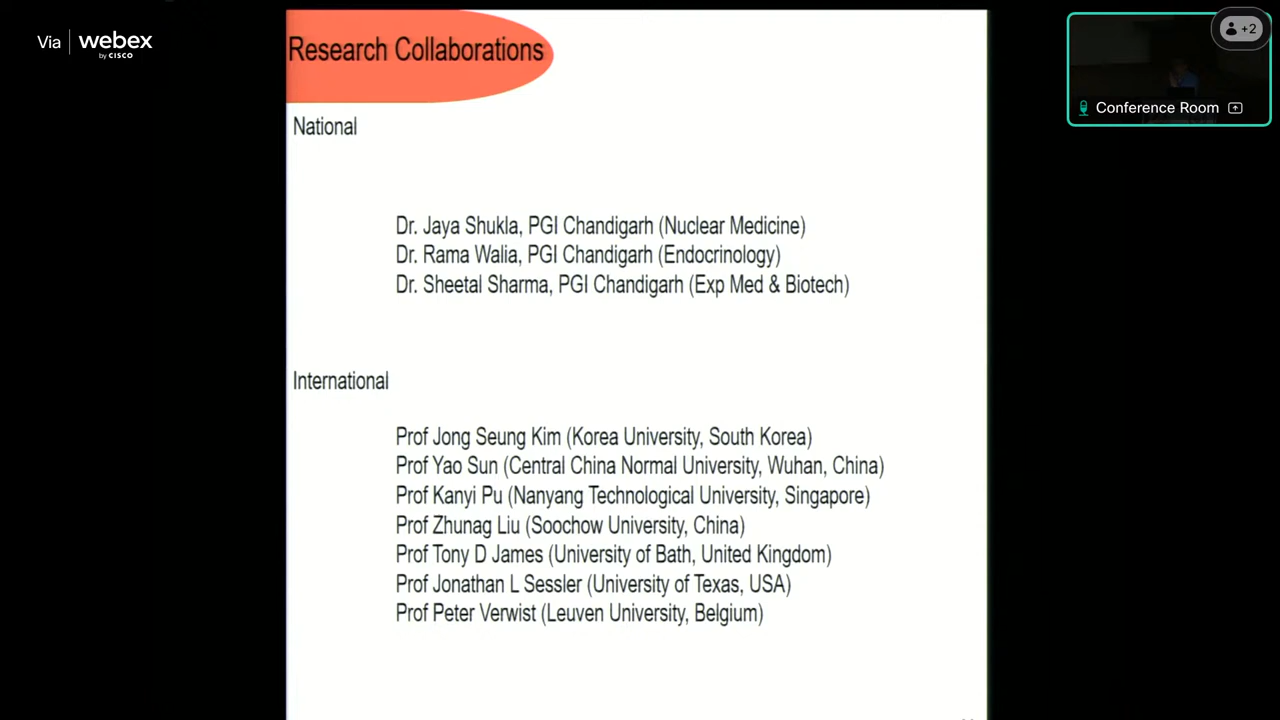 Via webex
by CISCO
+2
Conference Room
Research Collaborations
National
Dr. Jaya Shukla, PGI Chandigarh (Nuclear Medicine)
Dr. Rama Walia, PGI Chandigarh (Endocrinology)
Dr. Sheetal Sharma, PGI Chandigarh (Exp Med & Biotech)
International
Prof Jong Seung Kim (Korea University, South Korea)
Prof Yao Sun (Central China Normal University, Wuhan, China)
Prof Kanyi Pu (Nanyang Technological University, Singapore)
Prof Zhunag Liu (Soochow University, China)
Prof Tony D James (University of Bath, United Kingdom)
Prof Jonathan L Sessler (University of Texas, USA)
Prof Peter Verwist (Leuven University, Belgium)